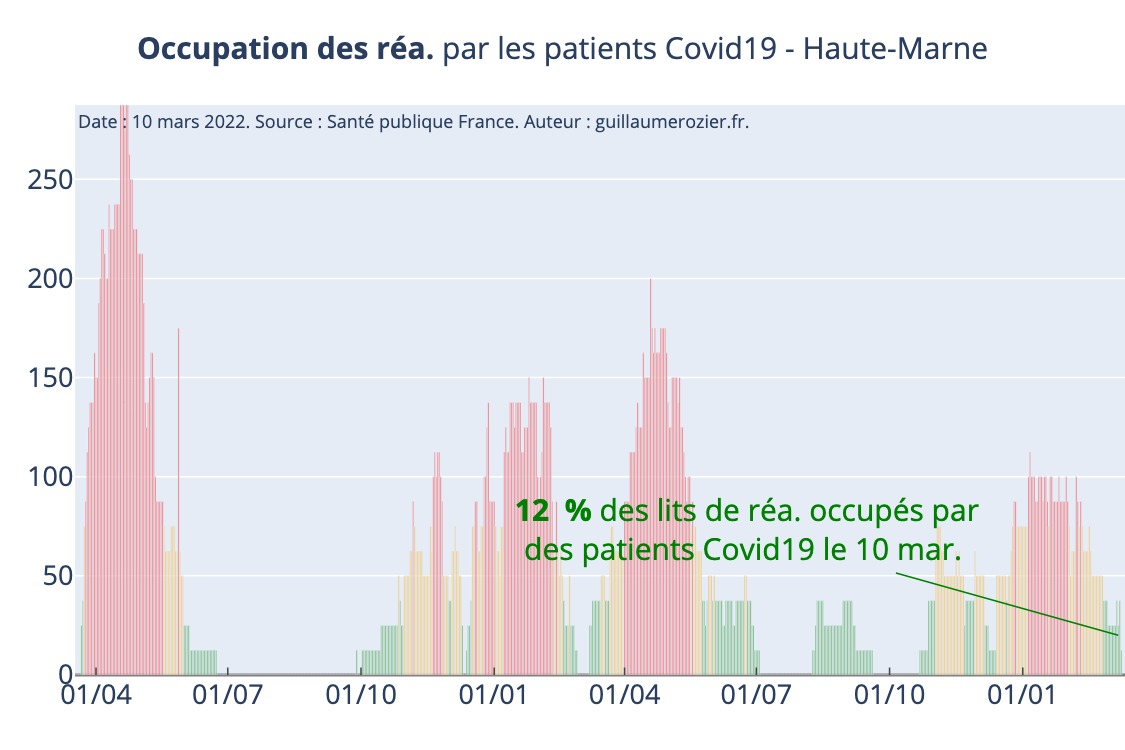 Occupation des réa. par les patients Covid19 - Haute-Marne
Date : 10 mars 2022. Source : Santé publique France. Auteur : guillaumerozier.fr.
250
200
150
100
12 % des lits de réa. occupés par
des patients Covid19 le 10 mar.
50
0
01/04 01/07 01/10 01/01 01/04 01/07 01/10 01/01